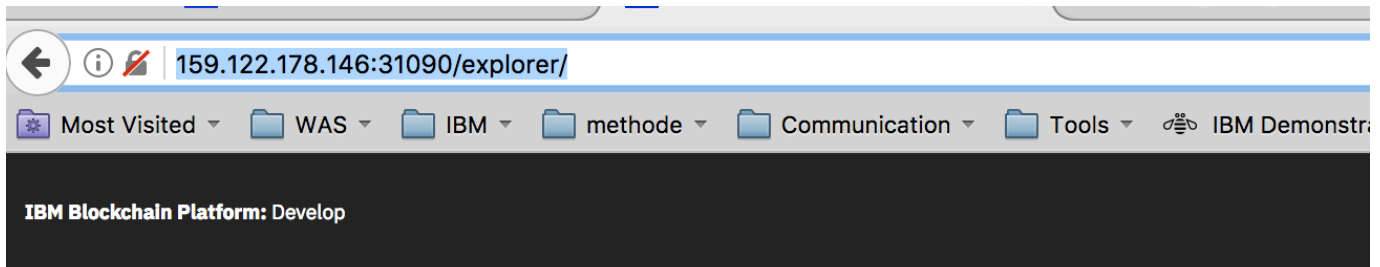 159.122.178.146:31090/explorer/
Most Visited WAS IBM methode Communication Tools IBM Demonstra
IBM Blockchain Platform: Develop